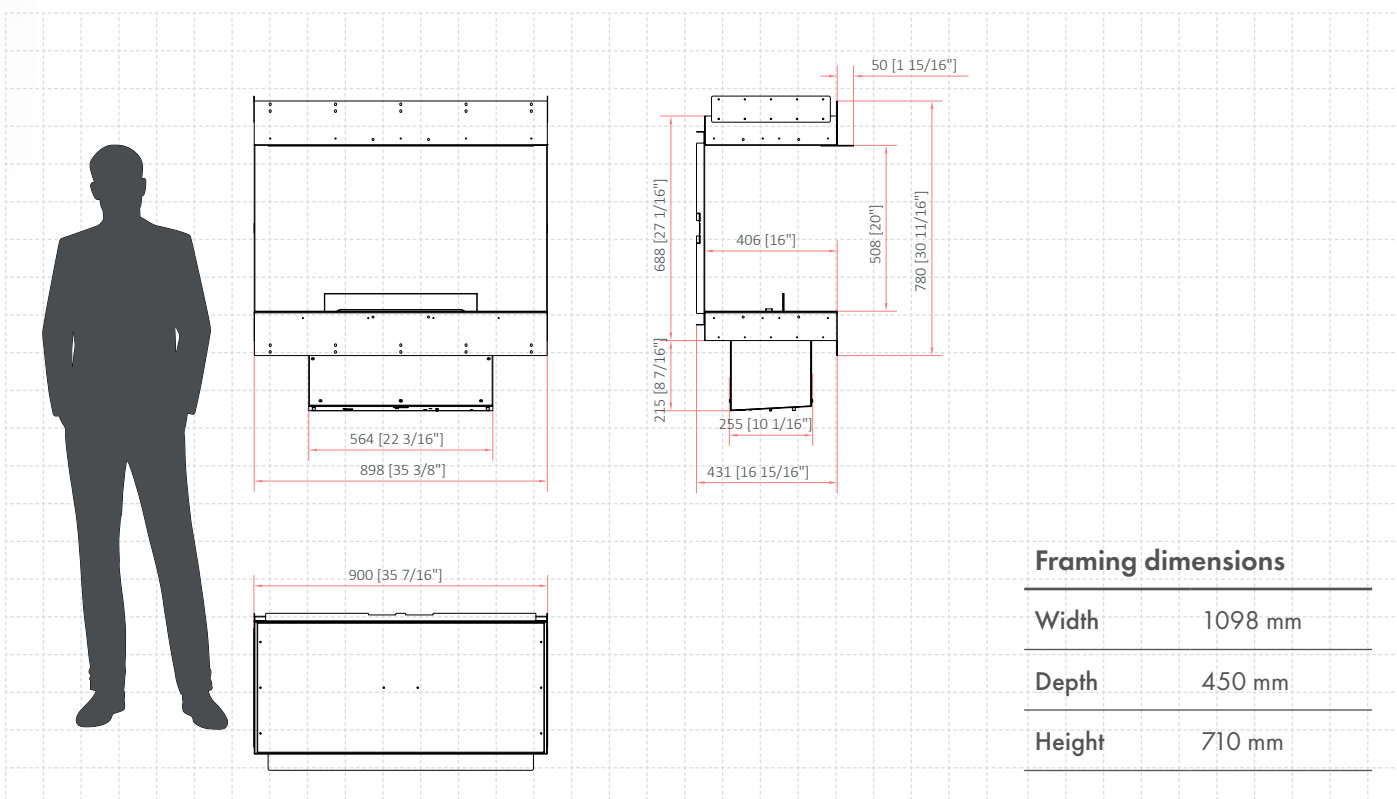 50 [1 15/16"]
688 [27 1/16"]
406 [16"]
508 [20"]
780 [30 11/16"]
215 [8 7/16"]
255 [10 1/16"]
564 [22 3/16"]
898 [35 3/8"]
431 [16 15/16"]
900 [35 7/16"]
Framing dimensions
Width 1098 mm
Depth 450 mm
Height 710 mm